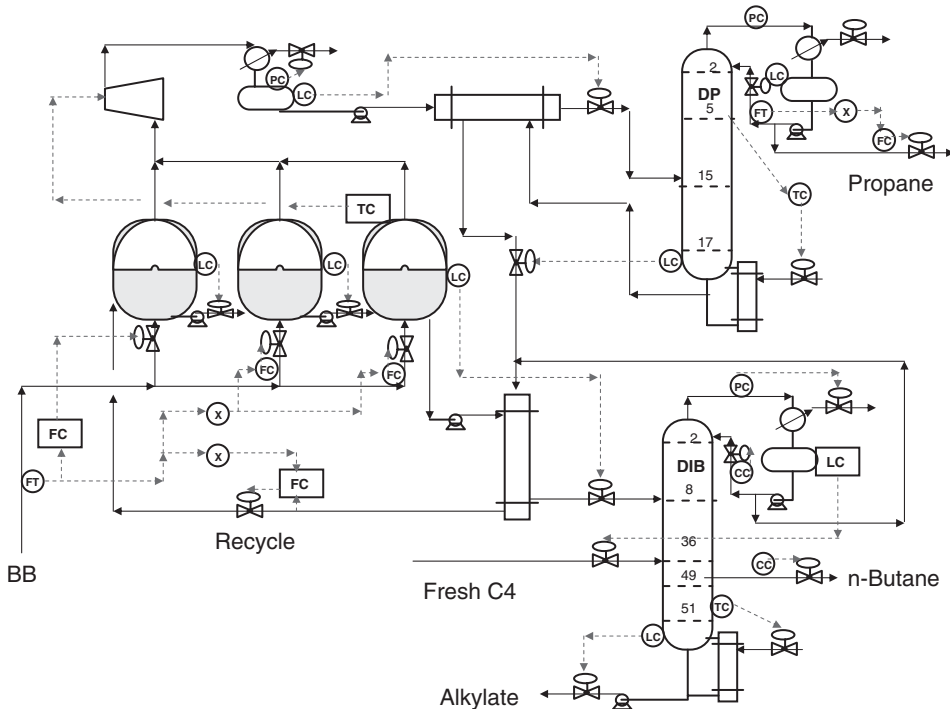 PC
PC
LC
2
LC
DP
5
FT
X
FC
Propane
TC
15
TC
17
LC
LC
LC
LC
FC
FC
PC
X
FC
2
LC
DIB
CC
X
8
FT
FC
Recycle
36
BB
CC
Fresh C4
49
n-Butane
51
TC
LC
Alkylate